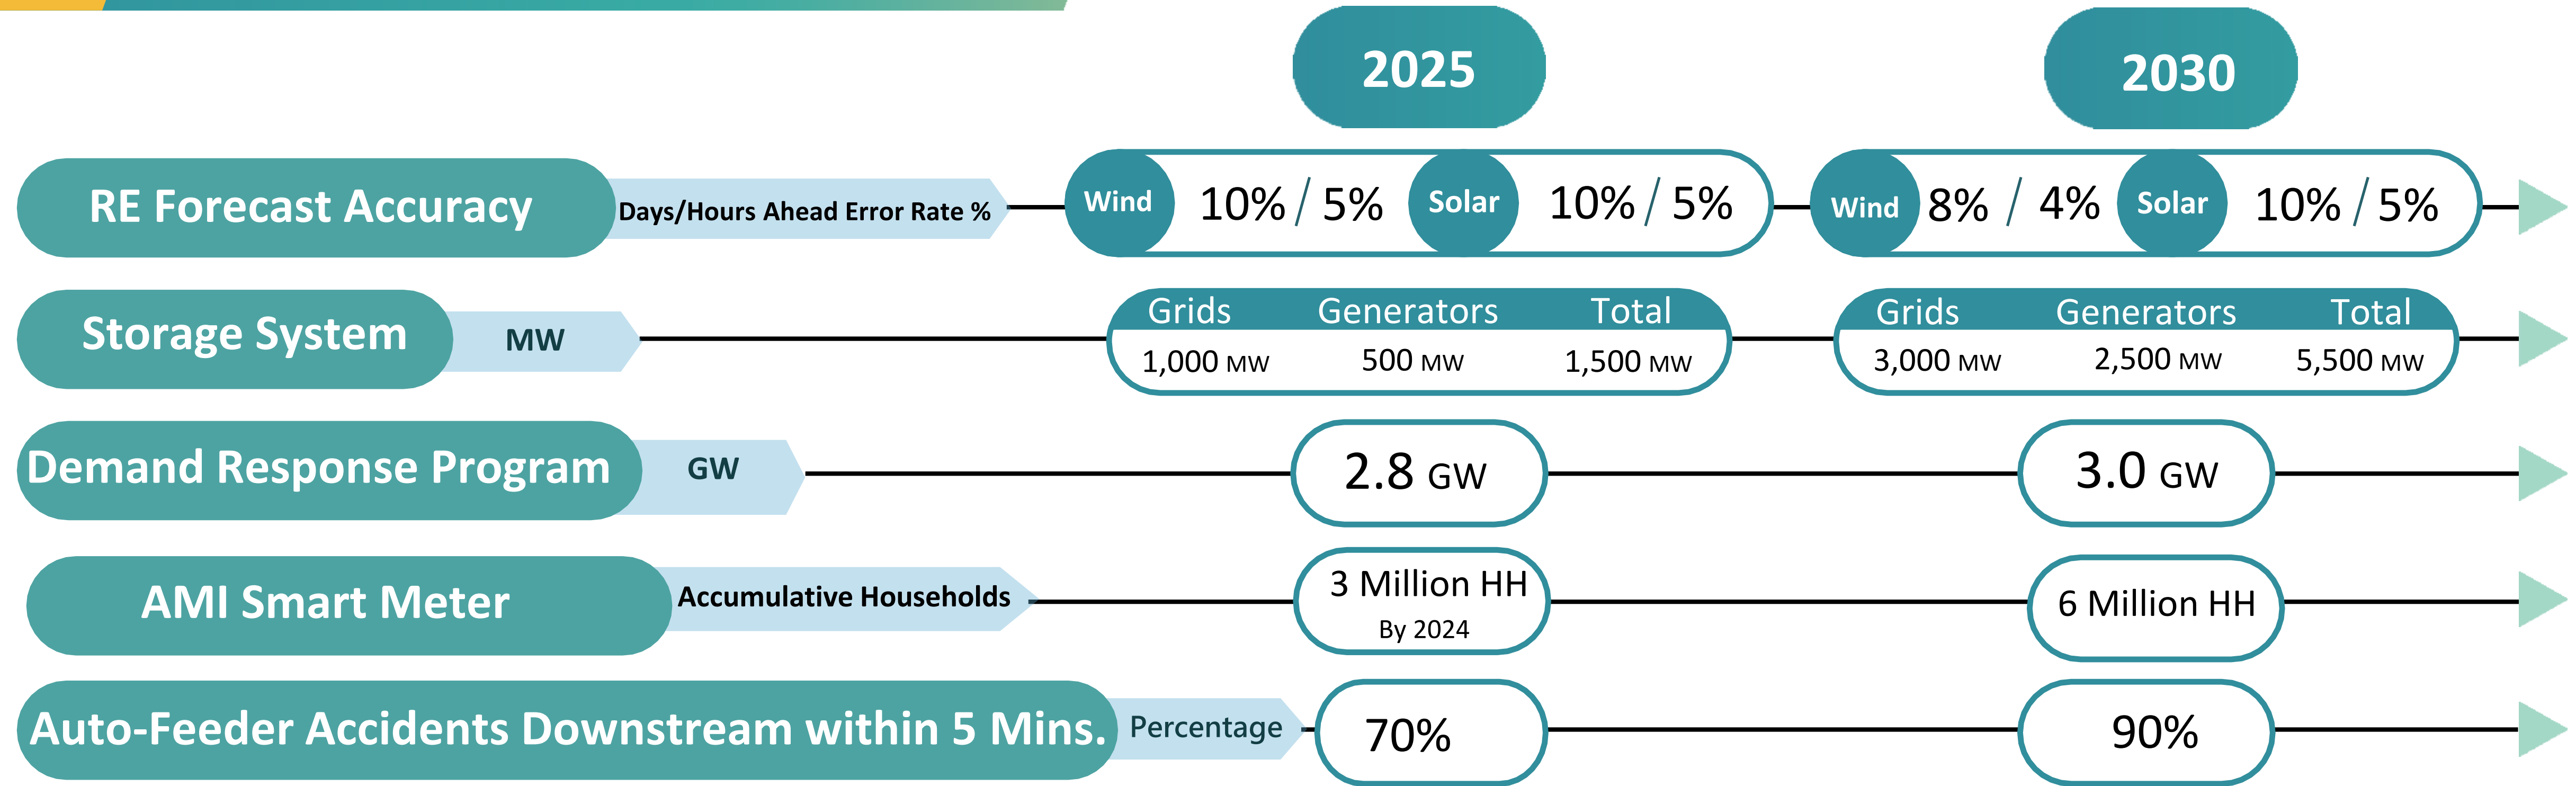 2025
2030
RE Forecast Accuracy
Days/Hours Ahead Error Rate %
Wind 10% / 5% Solar 10% / 5%
Wind 8% / 4% Solar 10% / 5%
Storage System
MW
Grids Generators Total
1,000 MW 500 MW 1,500 MW
Grids Generators Total
3,000 MW 2,500 MW 5,500 MW
Demand Response Program
GW
2.8 GW
3.0 GW
AMI Smart Meter
Accumulative Households
3 Million HH
By 2024
6 Million HH
Auto-Feeder Accidents Downstream within 5 Mins.
Percentage
70%
90%